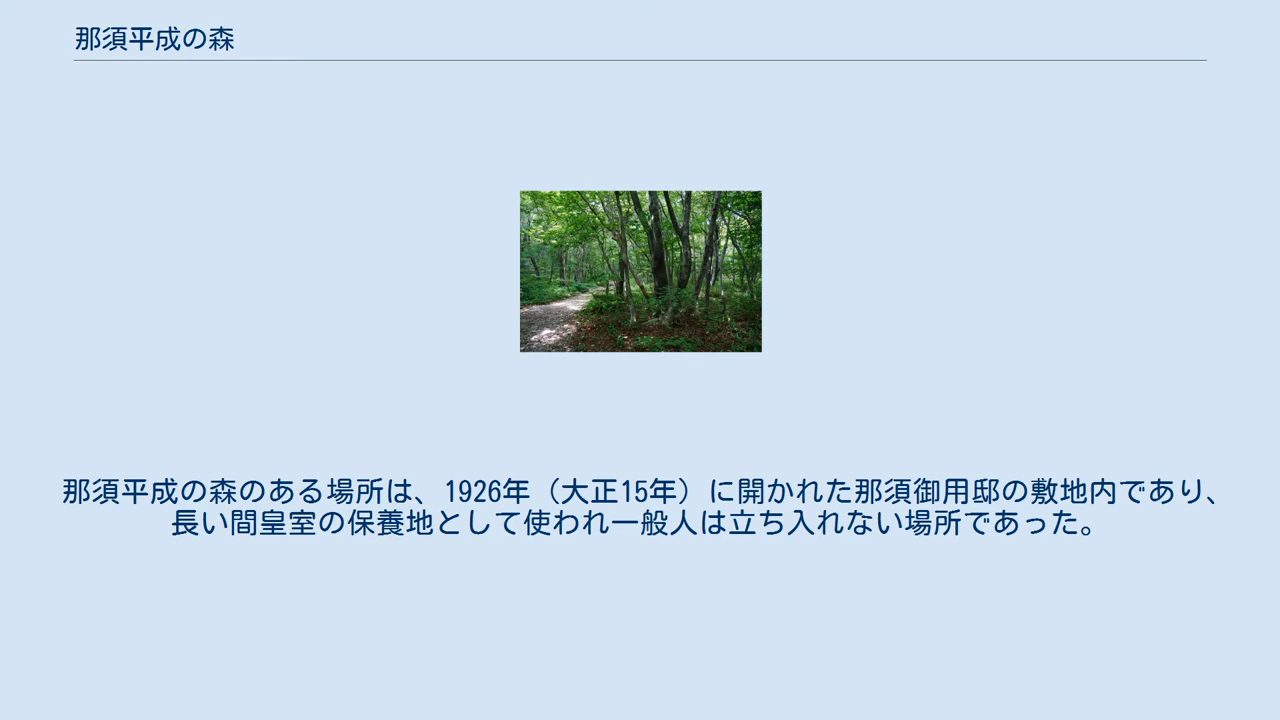 那須平成の森
那須平成の森のある場所は、1926年（大正15年）に開かれた那須御用邸の敷地内であり、
長い間皇室の保養地として使われ一般人は立ち入れない場所であった。